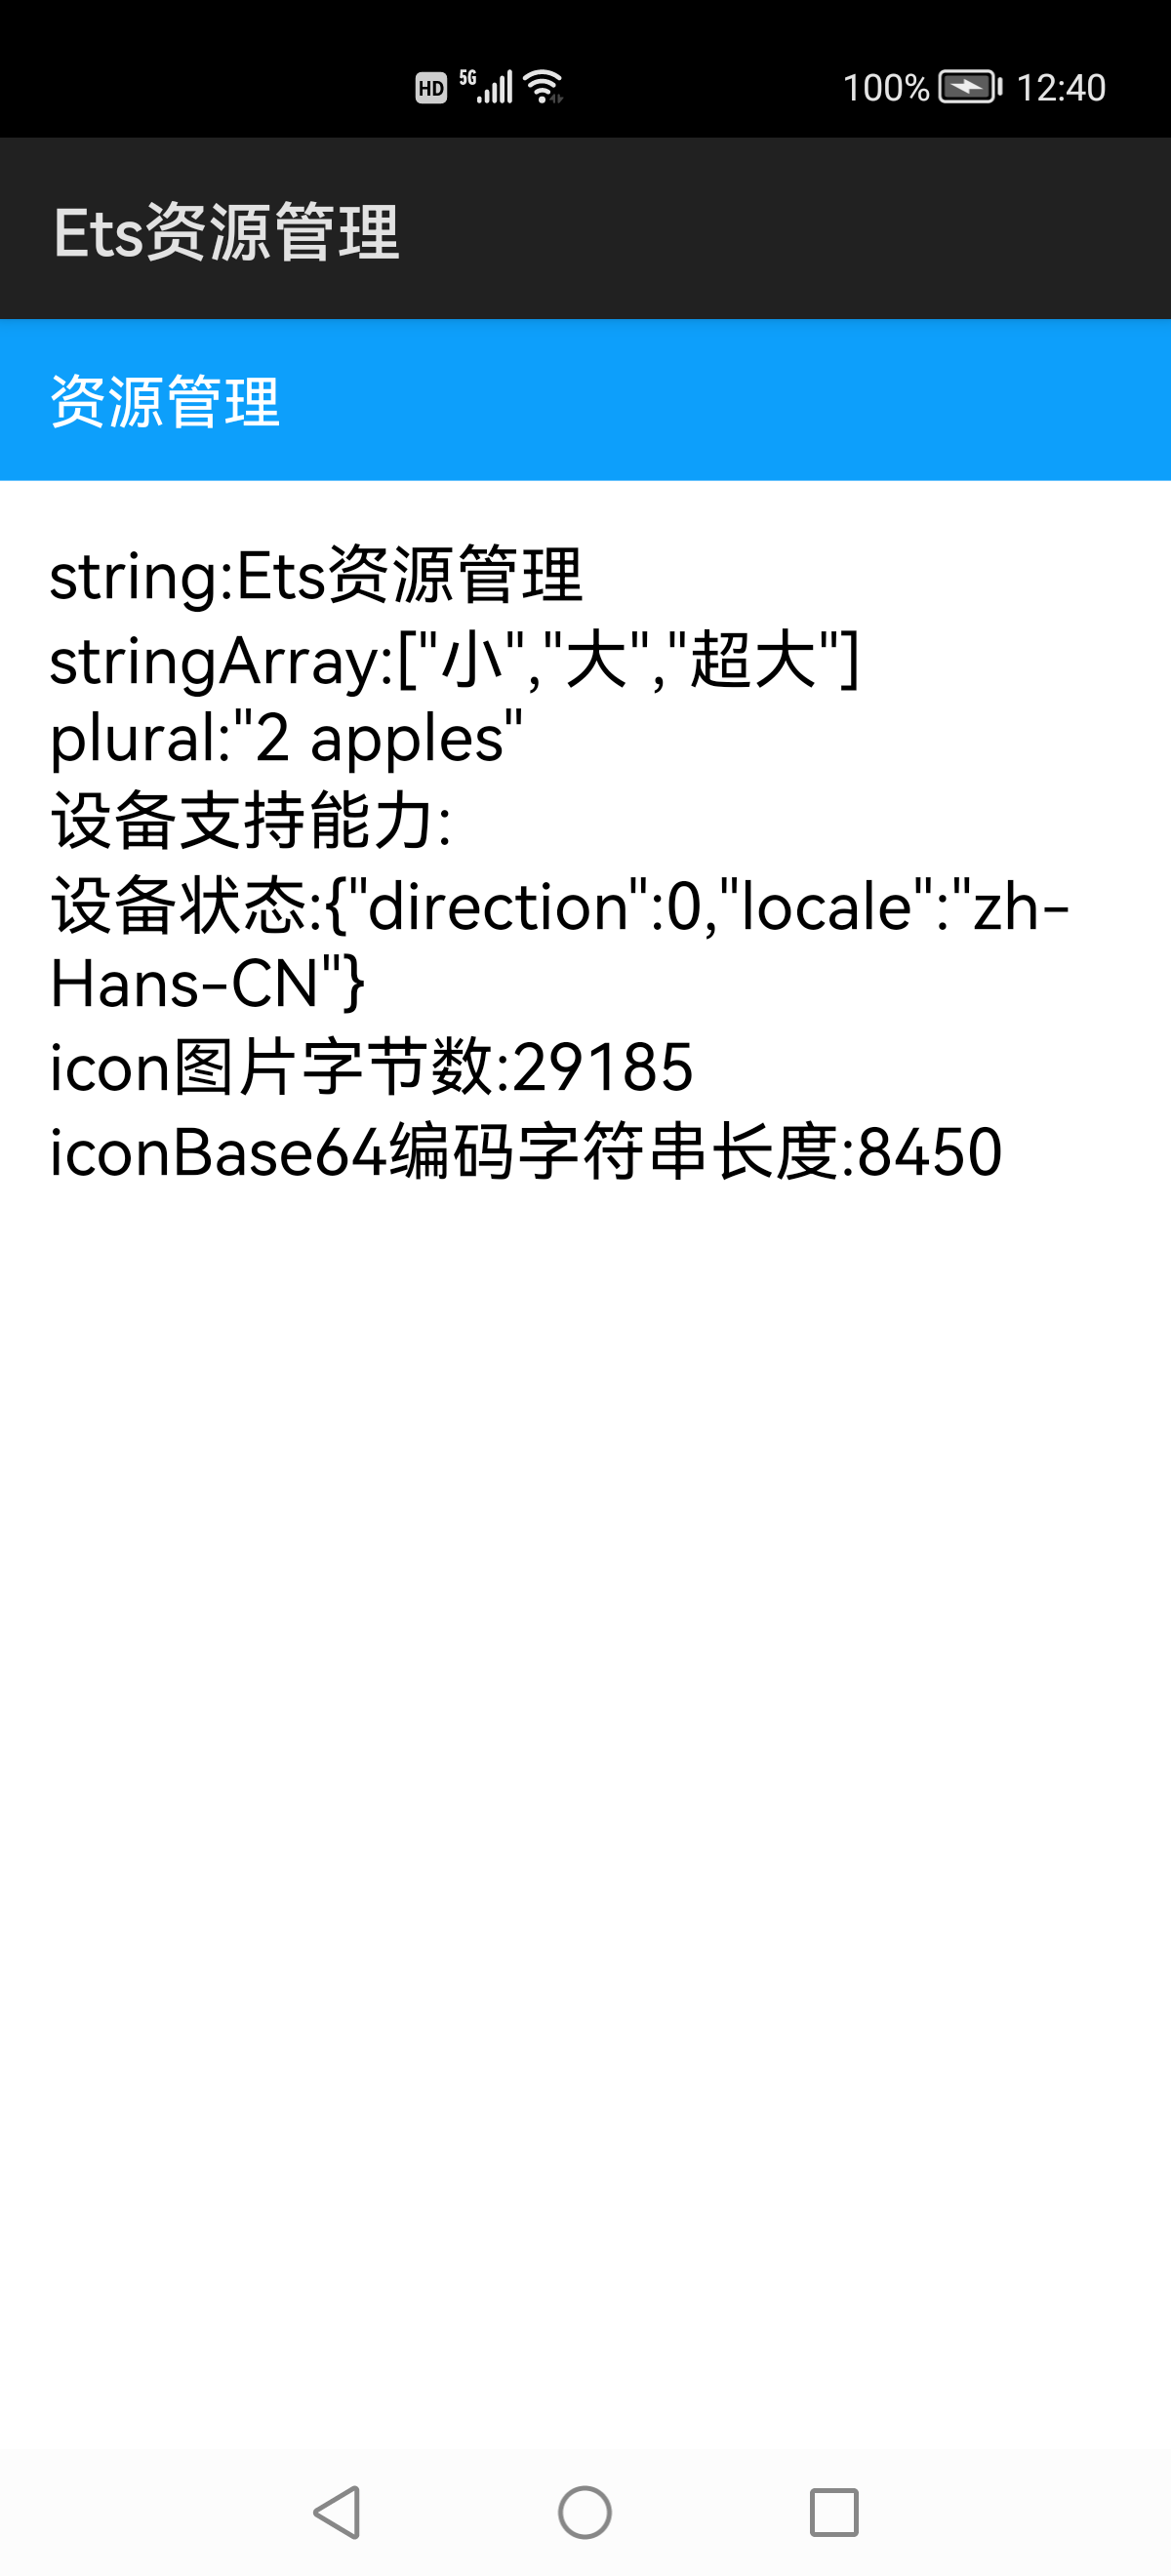 HD 5G 100% 12:40
Ets资源管理
资源管理
string:Ets资源管理
stringArray:["小","大","超大"]
plural:"2 apples"
设备支持能力:
设备状态:{"direction":0,"locale":"zh-
Hans-CN"}
icon图片字节数:29185
iconBase64编码字符串长度:8450